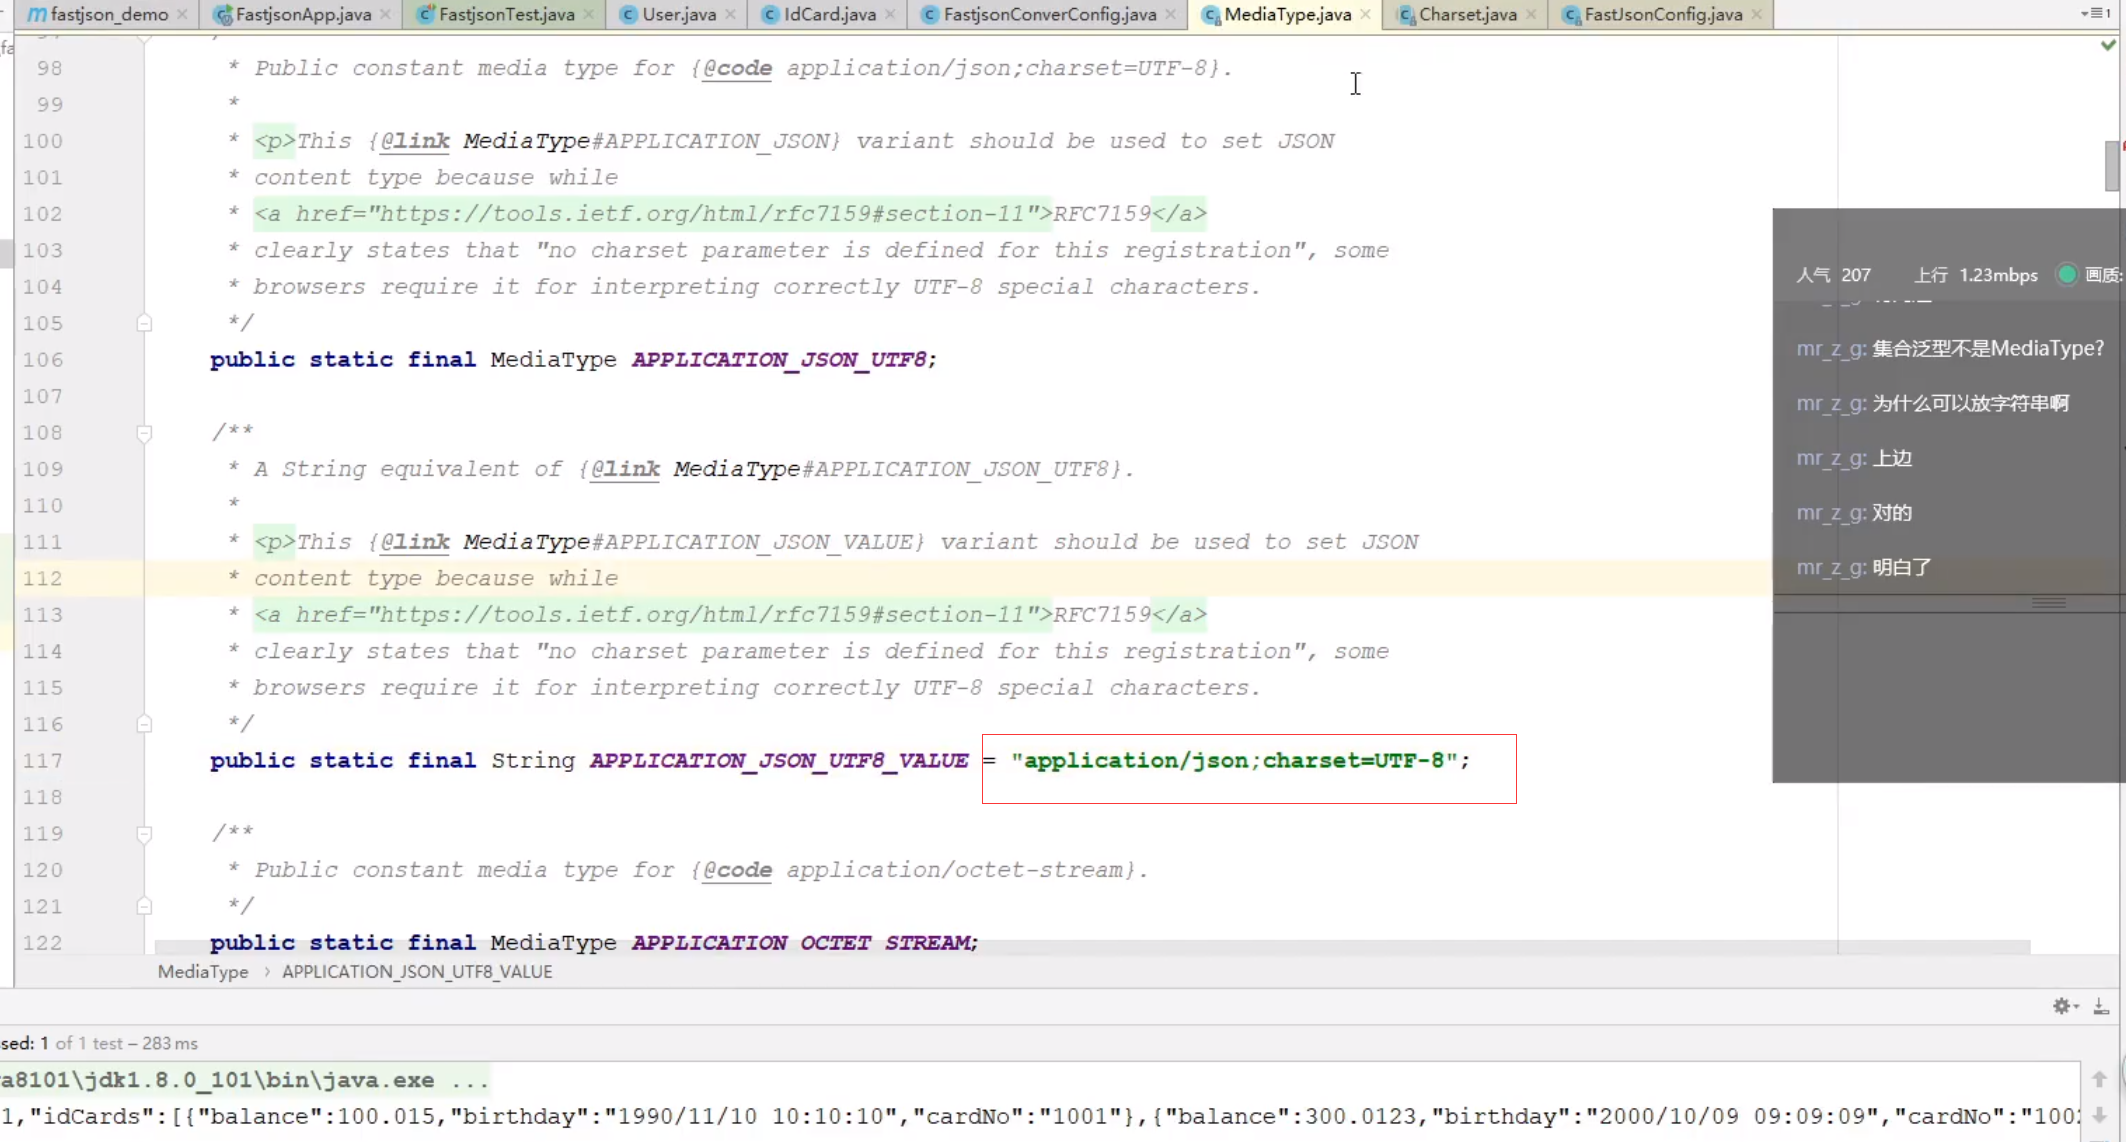 fastjson_demo FastjsonApp.java FastjsonTest.java User.java IdCard.java FastjsonConverConfig.java MediaType.java Charset.java FastJsonConfig.java 1
98 * Public constant media type for {@code application/json;charset=UTF-8}.
99 *
100 * <p>This {@link MediaType#APPLICATION_JSON} variant should be used to set JSON
101 * content type because while
102 * <a href="https://tools.ietf.org/html/rfc7159#section-11">RFC7159</a>
103 * clearly states that "no charset parameter is defined for this registration", some
104 * browsers require it for interpreting correctly UTF-8 special characters.
105 */
106 public static final MediaType APPLICATION_JSON_UTF8;
107
108 /**
109 * A String equivalent of {@link MediaType#APPLICATION_JSON_UTF8}.
110 *
111 * <p>This {@link MediaType#APPLICATION_JSON_VALUE} variant should be used to set JSON
112 * content type because while
113 * <a href="https://tools.ietf.org/html/rfc7159#section-11">RFC7159</a>
114 * clearly states that "no charset parameter is defined for this registration", some
115 * browsers require it for interpreting correctly UTF-8 special characters.
116 */
117 public static final String APPLICATION_JSON_UTF8_VALUE = "application/json;charset=UTF-8";
118
119 /**
120 * Public constant media type for {@code application/octet-stream}.
121 */
122 public static final MediaType APPLICATION_OCTET_STREAM;
MediaType › APPLICATION_JSON_UTF8_VALUE
人气 207 上行 1.23mbps 画质:
mr_z_g: 集合泛型不是MediaType?
mr_z_g: 为什么可以放字符串啊
mr_z_g: 上边
mr_z_g: 对的
mr_z_g: 明白了
sed: 1 of 1 test – 283 ms
a8101\jdk1.8.0_101\bin\java.exe ...
1,"idCards":[{"balance":100.015,"birthday":"1990/11/10 10:10:10","cardNo":"1001"},{"balance":300.0123,"birthday":"2000/10/09 09:09:09","cardNo":"1002